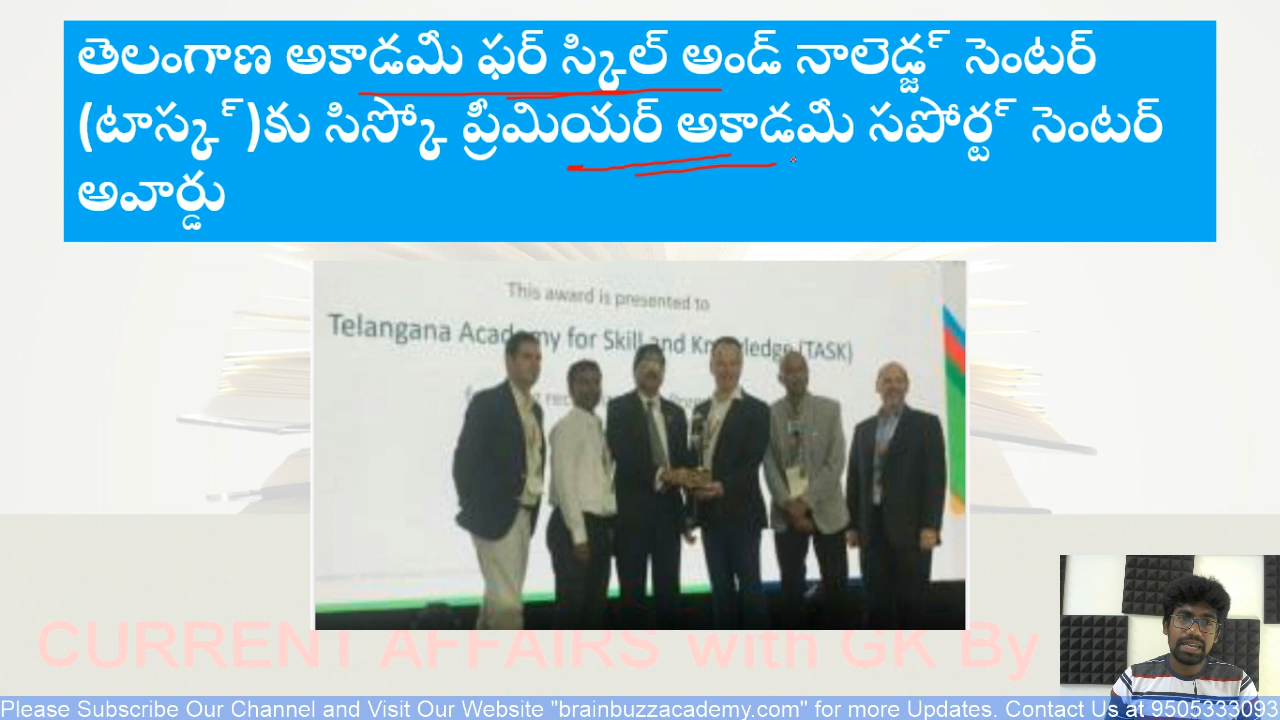 తెలంగాణ అకాడమీ ఫర్ స్కిల్ అండ్ నాలెడ్జ్ సెంటర్
(టాస్క్)కు సిస్కో ప్రీమియర్ అకాడమీ సపోర్ట్ సెంటర్
అవార్డు
This award is presented to
Telangana Academy for Skill and Knowledge (TASK)
CURRENT AFFAIRS with GK By
Please Subscribe Our Channel and Visit Our Website "brainbuzzacademy.com" for more Updates. Contact Us at 9505333093